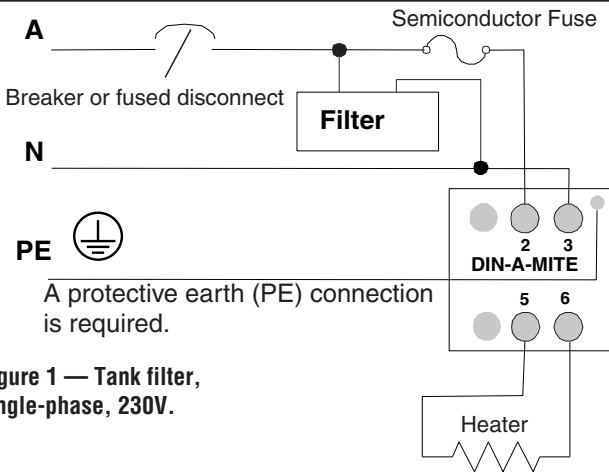 Semiconductor Fuse
A
Breaker or fused disconnect
Filter
N
PE
2 3
DIN-A-MITE
A protective earth (PE) connection
is required.
5 6
gure 1 — Tank filter,
ngle-phase, 230V.
Heater